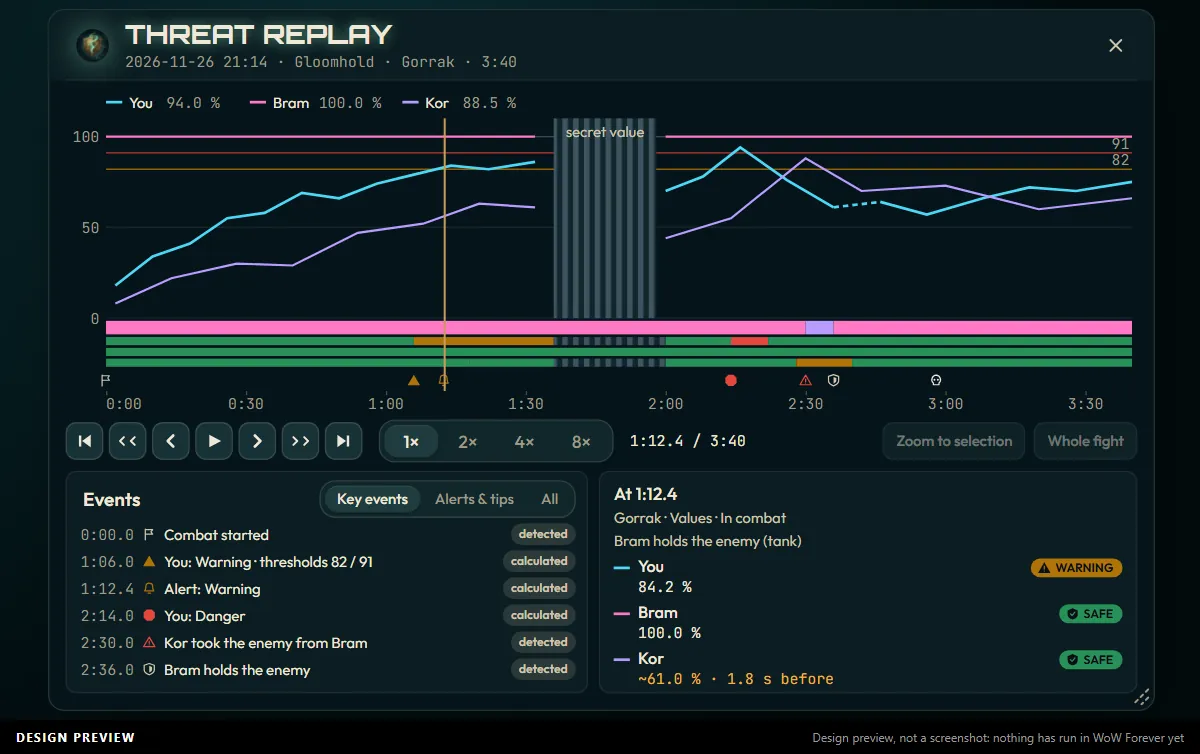 THREAT REPLAY
2026-11-26 21:14 · Gloomhold · Gorrak · 3:40
You 94.0 % Bram 100.0 % Kor 88.5 %
secret value
100
91
82
50
0
0:00 0:30 1:00 1:30 2:00 2:30 3:00 3:30
1× 2× 4× 8× 1:12.4 / 3:40 Zoom to selection Whole fight
Events Key events Alerts & tips All
0:00.0 Combat started detected
1:06.0 You: Warning · thresholds 82 / 91 calculated
1:12.4 Alert: Warning calculated
2:14.0 You: Danger calculated
2:30.0 Kor took the enemy from Bram detected
2:36.0 Bram holds the enemy detected
At 1:12.4
Gorrak · Values · In combat
Bram holds the enemy (tank)
You WARNING
84.2 %
Bram SAFE
100.0 %
Kor SAFE
~61.0 % · 1.8 s before
DESIGN PREVIEW
Design preview, not a screenshot: nothing has run in WoW Forever yet